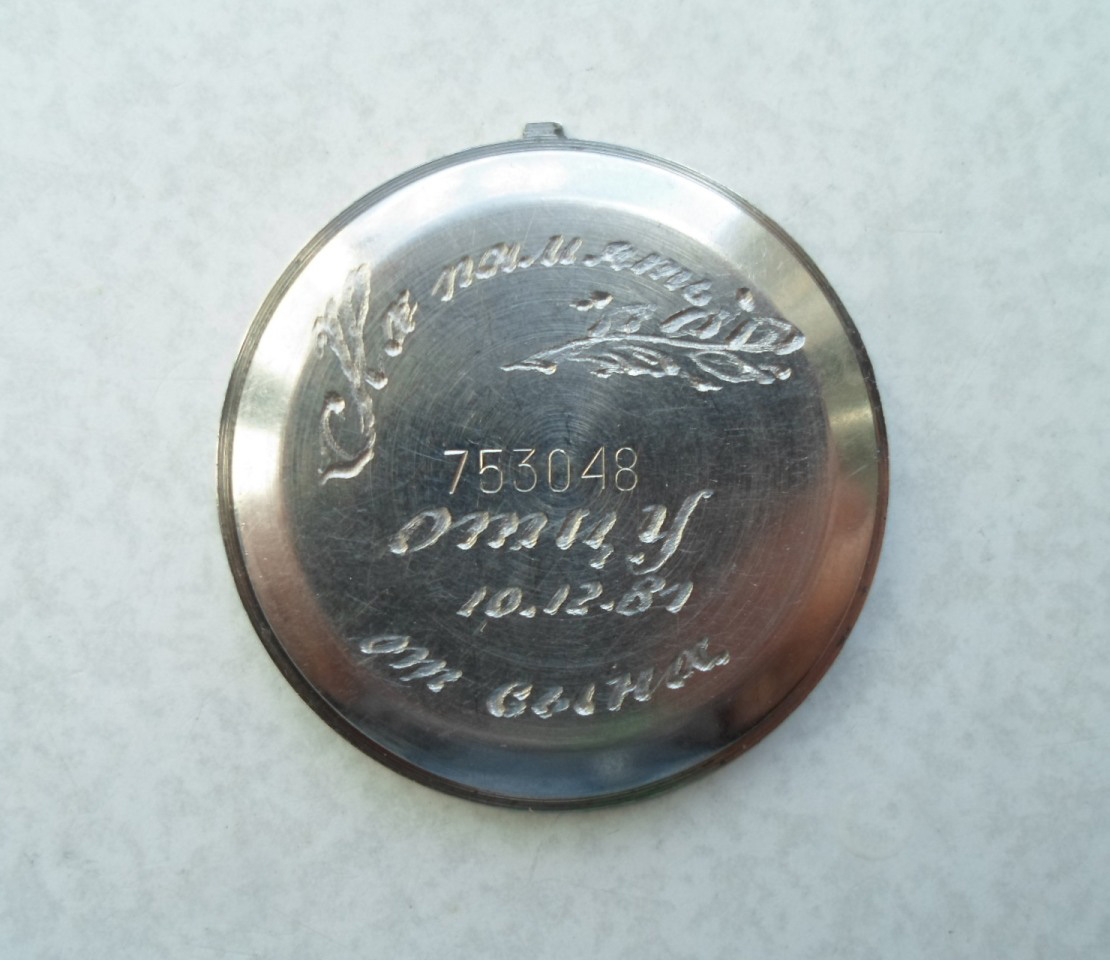 На память
753048
отцу
10.12.81
от сына